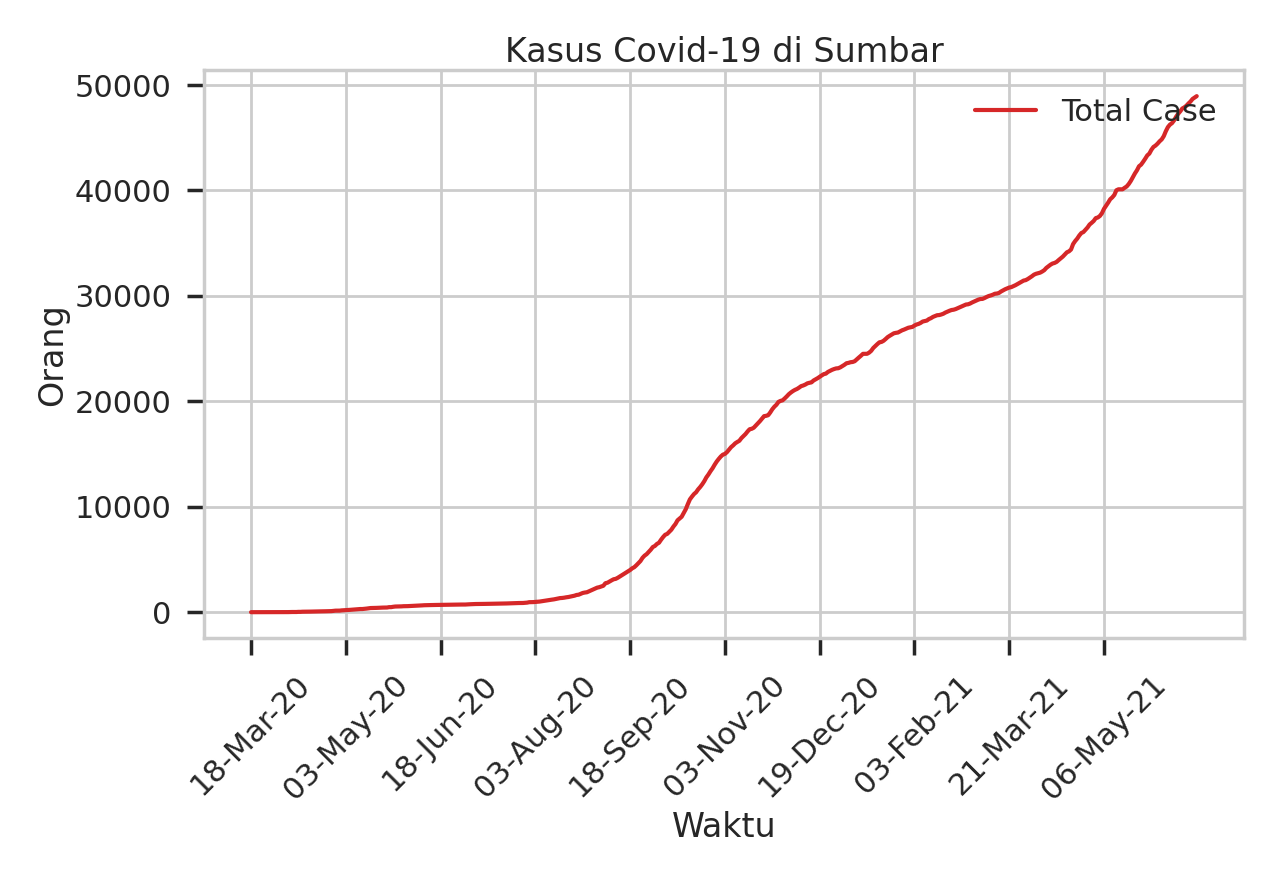 Kasus Covid-19 di Sumbar
Total Case
Orang
50000
40000
30000
20000
10000
0
18-Mar-20
03-May-20
18-Jun-20
03-Aug-20
18-Sep-20
03-Nov-20
19-Dec-20
03-Feb-21
21-Mar-21
06-May-21
Waktu